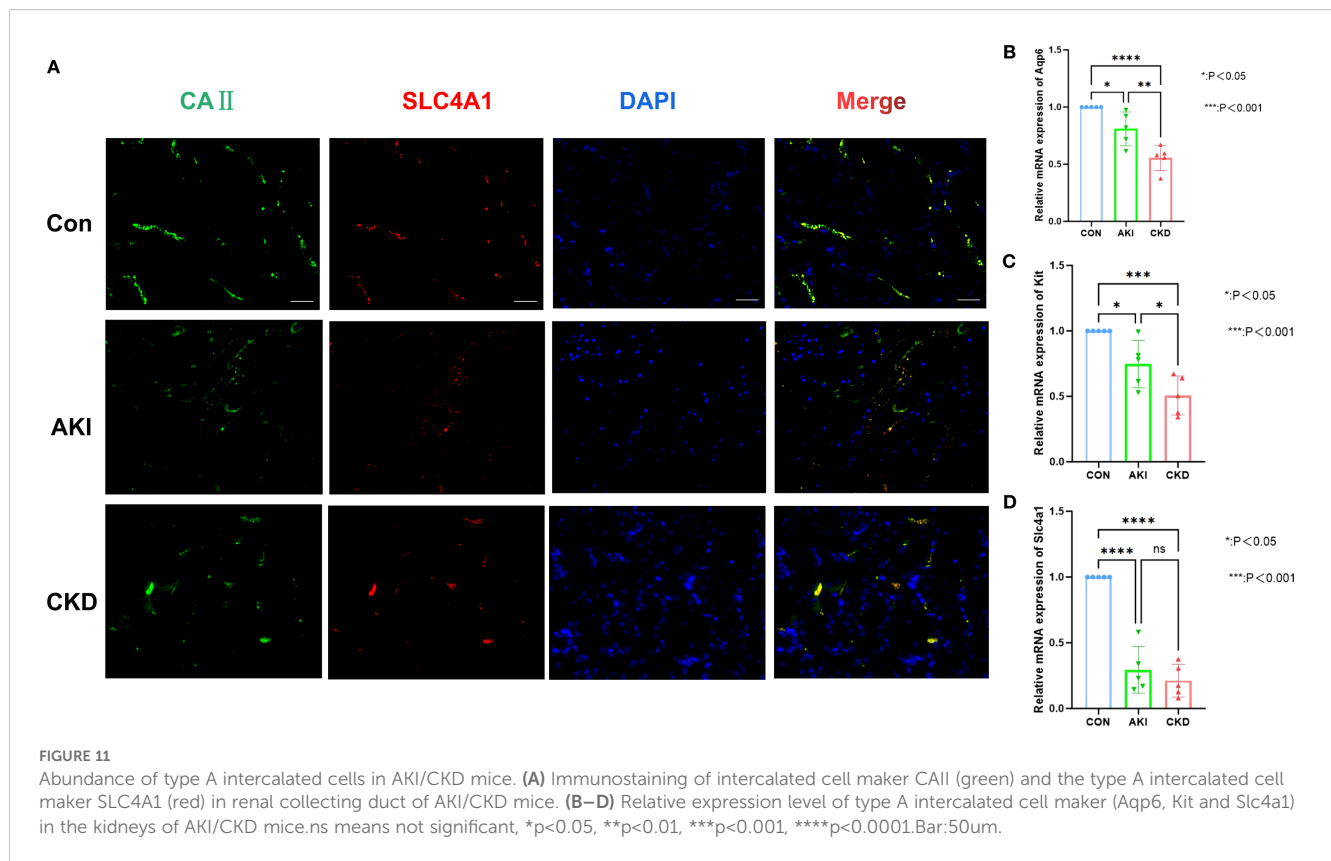 A
CA Ⅱ
SLC4A1
DAPI
Merge
Con
AKI
CKD
B
Relative mRNA expression of Aqp6
1.5
1.0
0.5
0.0
****
*
**
CON
AKI
CKD
*:P＜0.05
***:P＜0.001
C
Relative mRNA expression of Kit
1.5
1.0
0.5
0.0
***
*
*
CON
AKI
CKD
*:P＜0.05
***:P＜0.001
D
Relative mRNA expression of Slc4a1
1.5
1.0
0.5
0.0
****
****
ns
CON
AKI
CKD
*:P＜0.05
***:P＜0.001
FIGURE 11
Abundance of type A intercalated cells in AKI/CKD mice. (A) Immunostaining of intercalated cell maker CAII (green) and the type A intercalated cell
maker SLC4A1 (red) in renal collecting duct of AKI/CKD mice. (B–D) Relative expression level of type A intercalated cell maker (Aqp6, Kit and Slc4a1)
in the kidneys of AKI/CKD mice.ns means not significant, *p<0.05, **p<0.01, ***p<0.001, ****p<0.0001.Bar:50um.